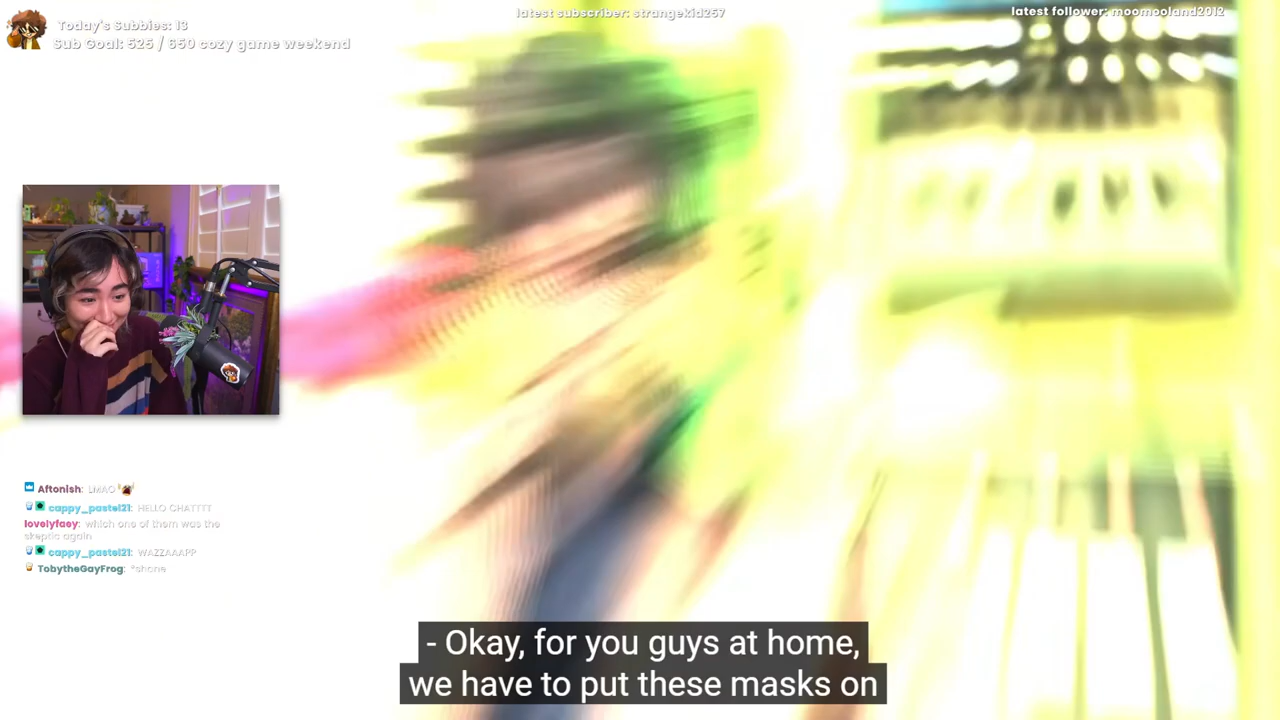 Today's Subbies: 13
Sub Goal: 525 / 650 cozy game weekend
latest subscriber: strangekid257
latest follower: moomooland2012
Aftonish: LMAO
cappy_pastel21: HELLO CHATTTT
lovelyfaey: which one of them was the
skeptic again
cappy_pastel21: WAZZAAAPP
TobytheGayFrog: *shane
- Okay, for you guys at home,
we have to put these masks on